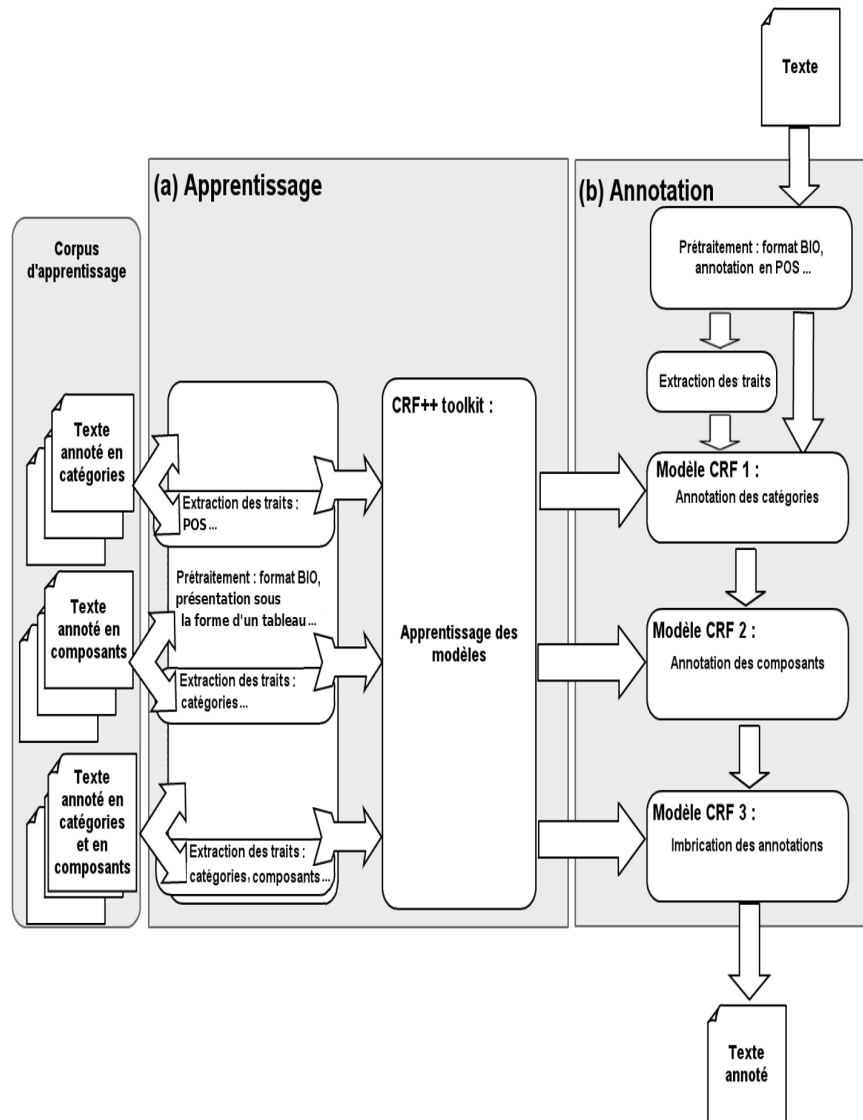 Texte
(a) Apprentissage
(b) Annotation
Corpus
d'apprentissage
Prétraitement : format BIO,
annotation en POS ...
Extraction des traits
Texte
annoté en
catégories
Extraction des traits :
POS ...
CRF++ toolkit :
Modèle CRF 1 :
Annotation des catégories
Texte
annoté en
composants
Prétraitement : format BIO,
présentation sous
la forme d'un tableau ...
Extraction des traits :
catégories ...
Apprentissage des
modèles
Modèle CRF 2 :
Annotation des composants
Texte
annoté en
catégories
et en
composants
Extraction des traits :
catégories, composants ...
Modèle CRF 3 :
Imbrication des annotations
Texte
annoté